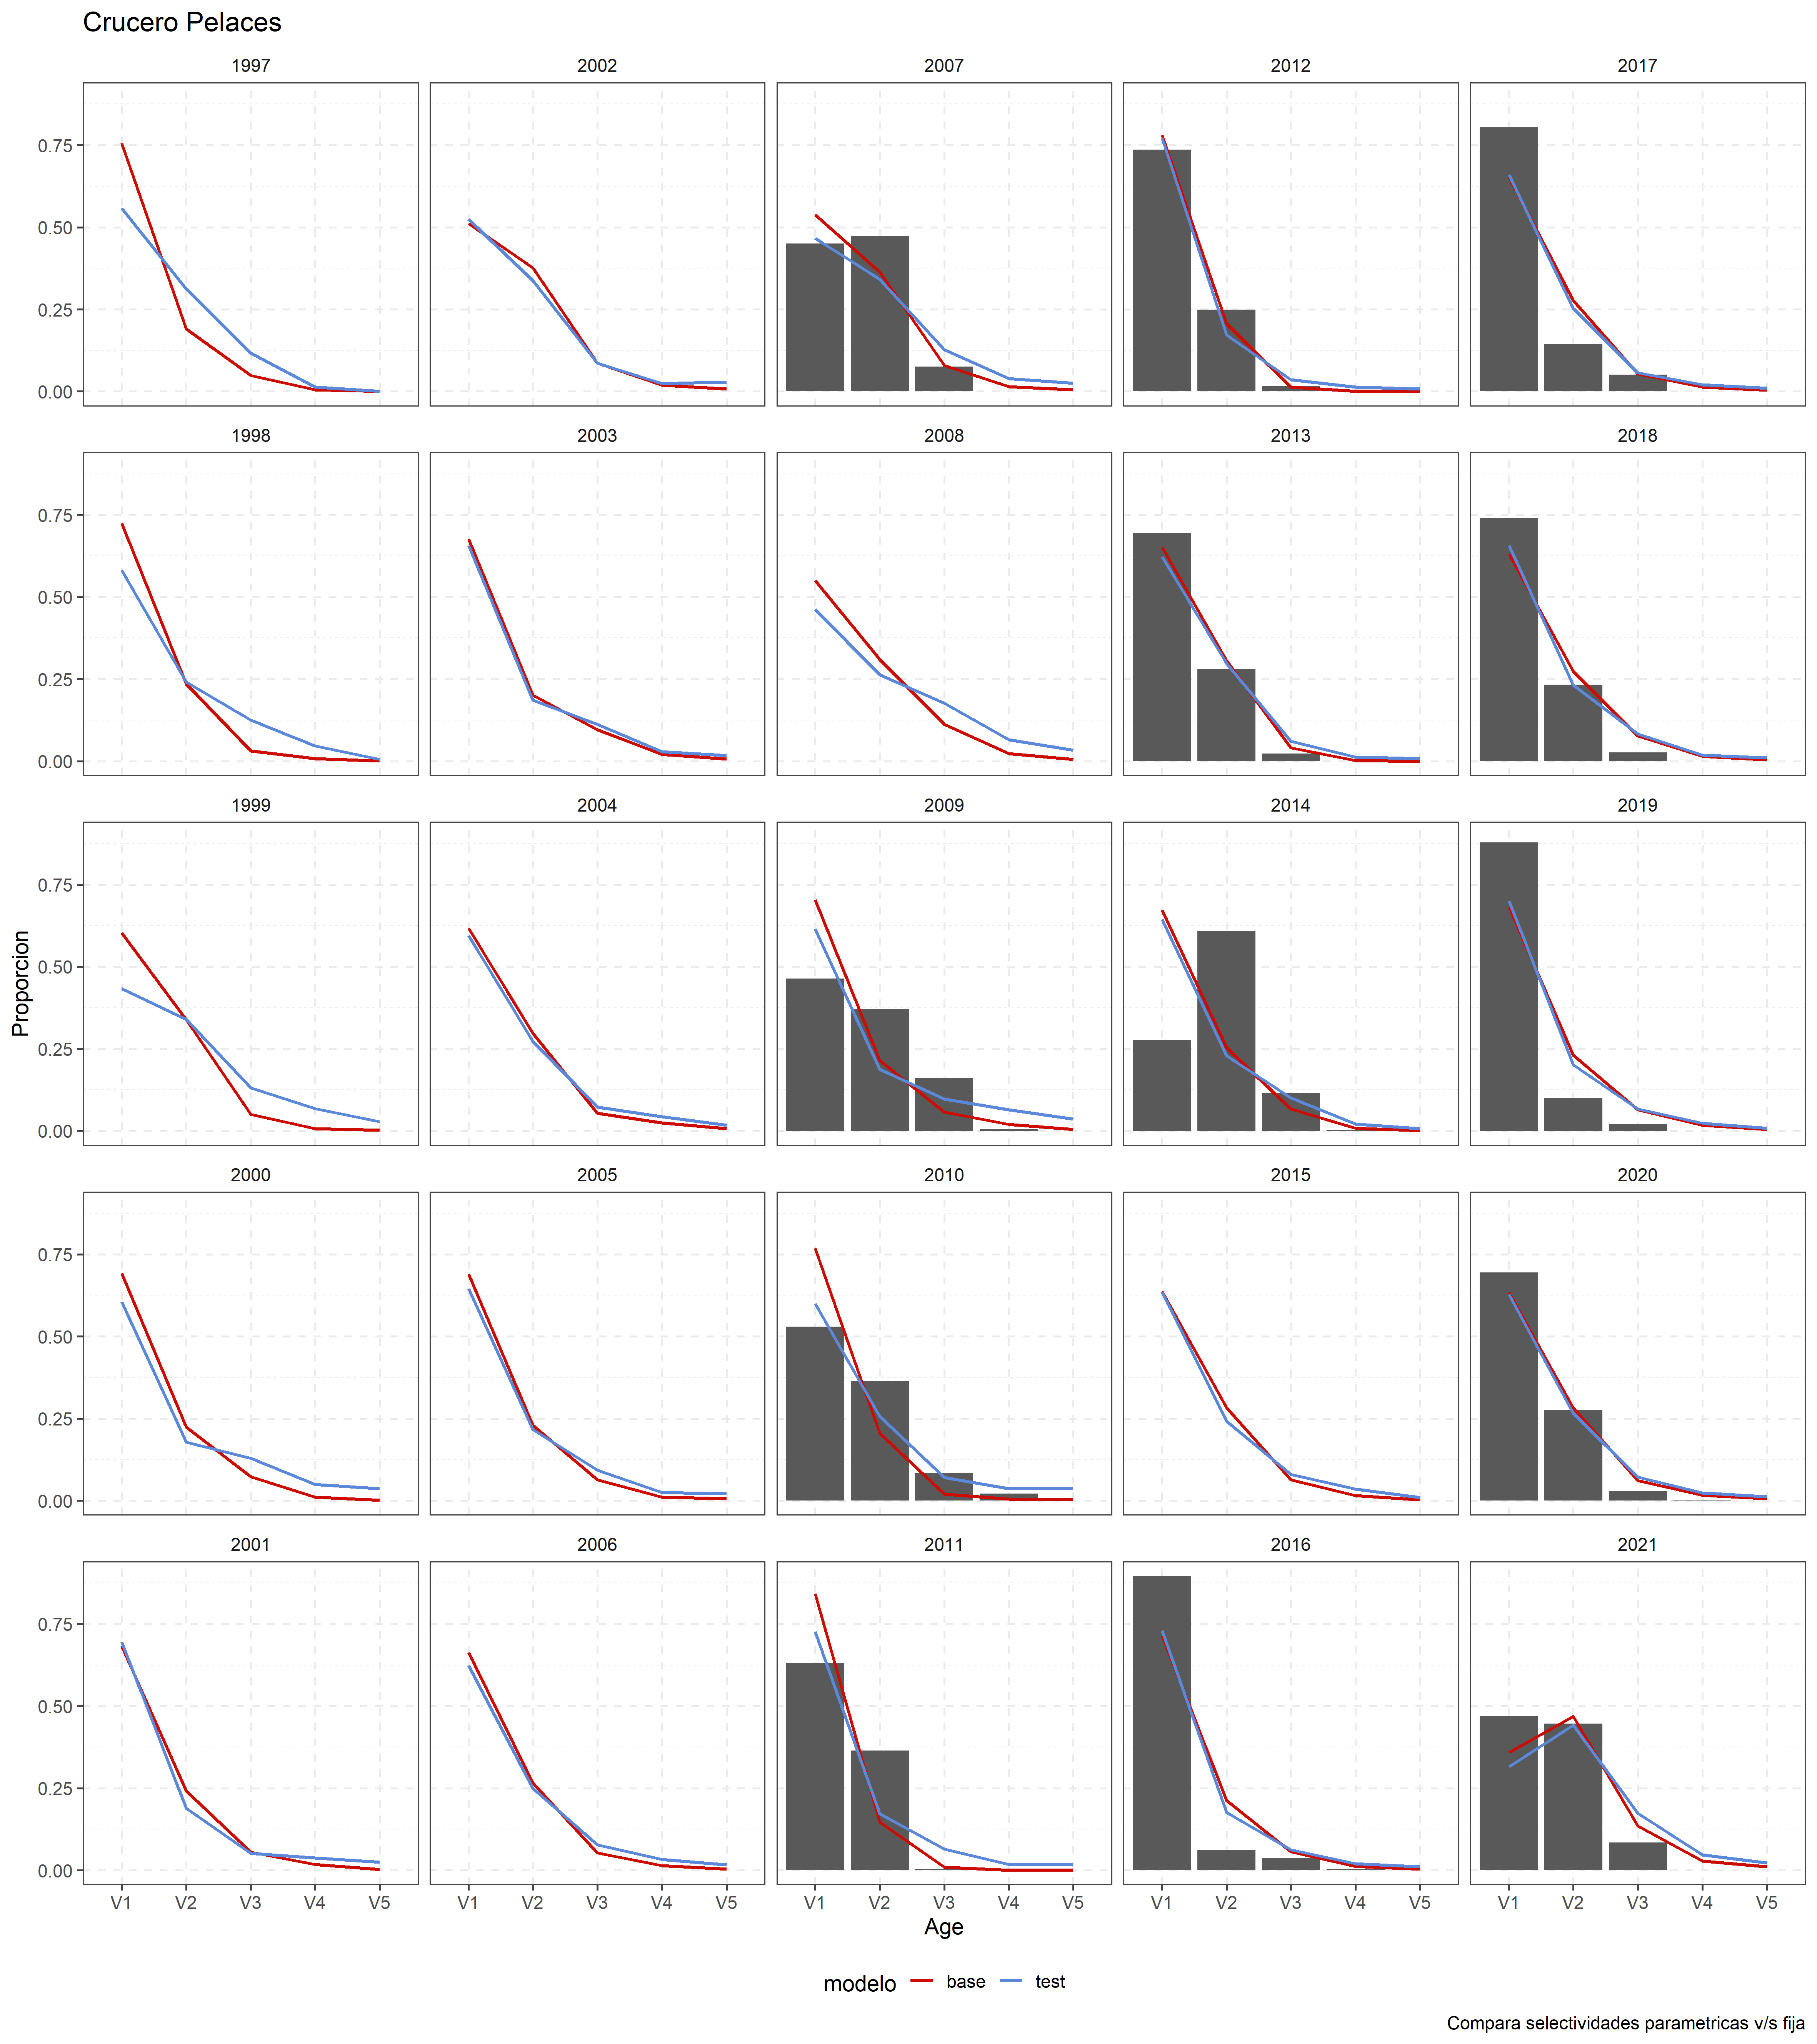 Crucero Pelaces
1997 2002 2007 2012 2017
0.75
0.50
0.25
0.00
1998 2003 2008 2013 2018
0.75
0.50
0.25
0.00
1999 2004 2009 2014 2019
0.75
0.50
0.25
0.00
Proporcion
2000 2005 2010 2015 2020
0.75
0.50
0.25
0.00
2001 2006 2011 2016 2021
0.75
0.50
0.25
0.00
V1 V2 V3 V4 V5 V1 V2 V3 V4 V5 V1 V2 V3 V4 V5 V1 V2 V3 V4 V5 V1 V2 V3 V4 V5
Age
modelo base test
Compara selectividades parametricas v/s fija